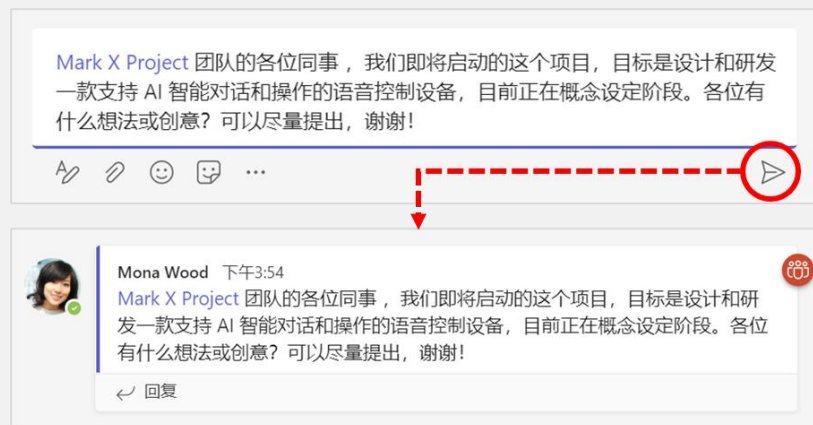 Mark X Project 团队的各位同事 ，我们即将启动的这个项目，目标是设计和研发
一款支持 AI 智能对话和操作的语音控制设备，目前正在概念设定阶段。各位有
什么想法或创意？可以尽量提出，谢谢！
Mona Wood 下午3:54
Mark X Project 团队的各位同事 ，我们即将启动的这个项目，目标是设计和研
发一款支持 AI 智能对话和操作的语音控制设备，目前正在概念设定阶段。各位
有什么想法或创意？可以尽量提出，谢谢！
回复